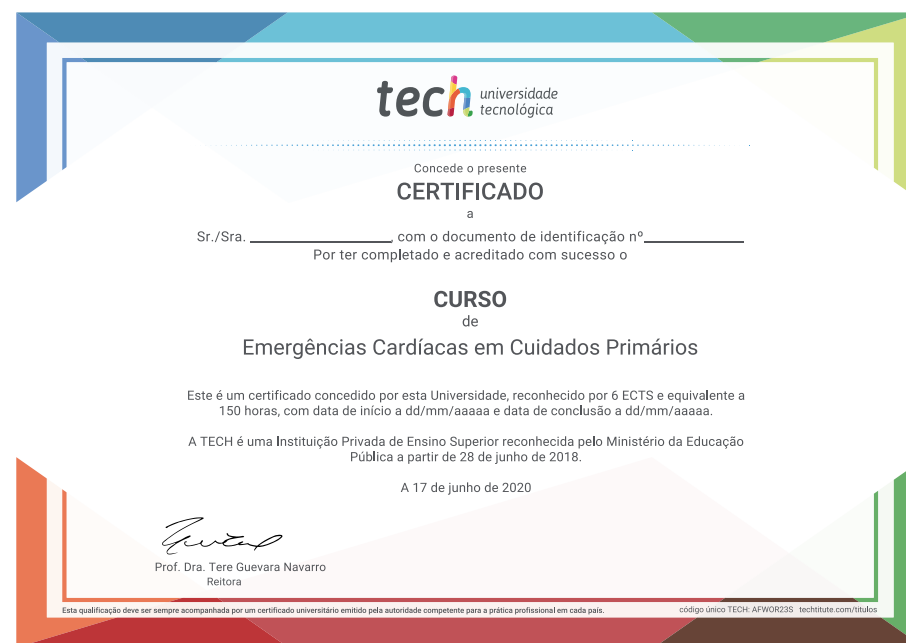 tech universidade
tecnológica
Concede o presente
CERTIFICADO
a
Sr./Sra. ________________, com o documento de identificação nº____________
Por ter completado e acreditado com sucesso o
CURSO
de
Emergências Cardíacas em Cuidados Primários
Este é um certificado concedido por esta Universidade, reconhecido por 6 ECTS e equivalente a
150 horas, com data de início a dd/mm/aaaaa e data de conclusão a dd/mm/aaaaa.
A TECH é uma Instituição Privada de Ensino Superior reconhecida pelo Ministério da Educação
Pública a partir de 28 de junho de 2018.
A 17 de junho de 2020
Prof. Dra. Tere Guevara Navarro
Reitora
Esta qualificação deve ser sempre acompanhada por um certificado universitário emitido pela autoridade competente para a prática profissional em cada país.
código único TECH: AFWOR23S techtitute.com/titulos